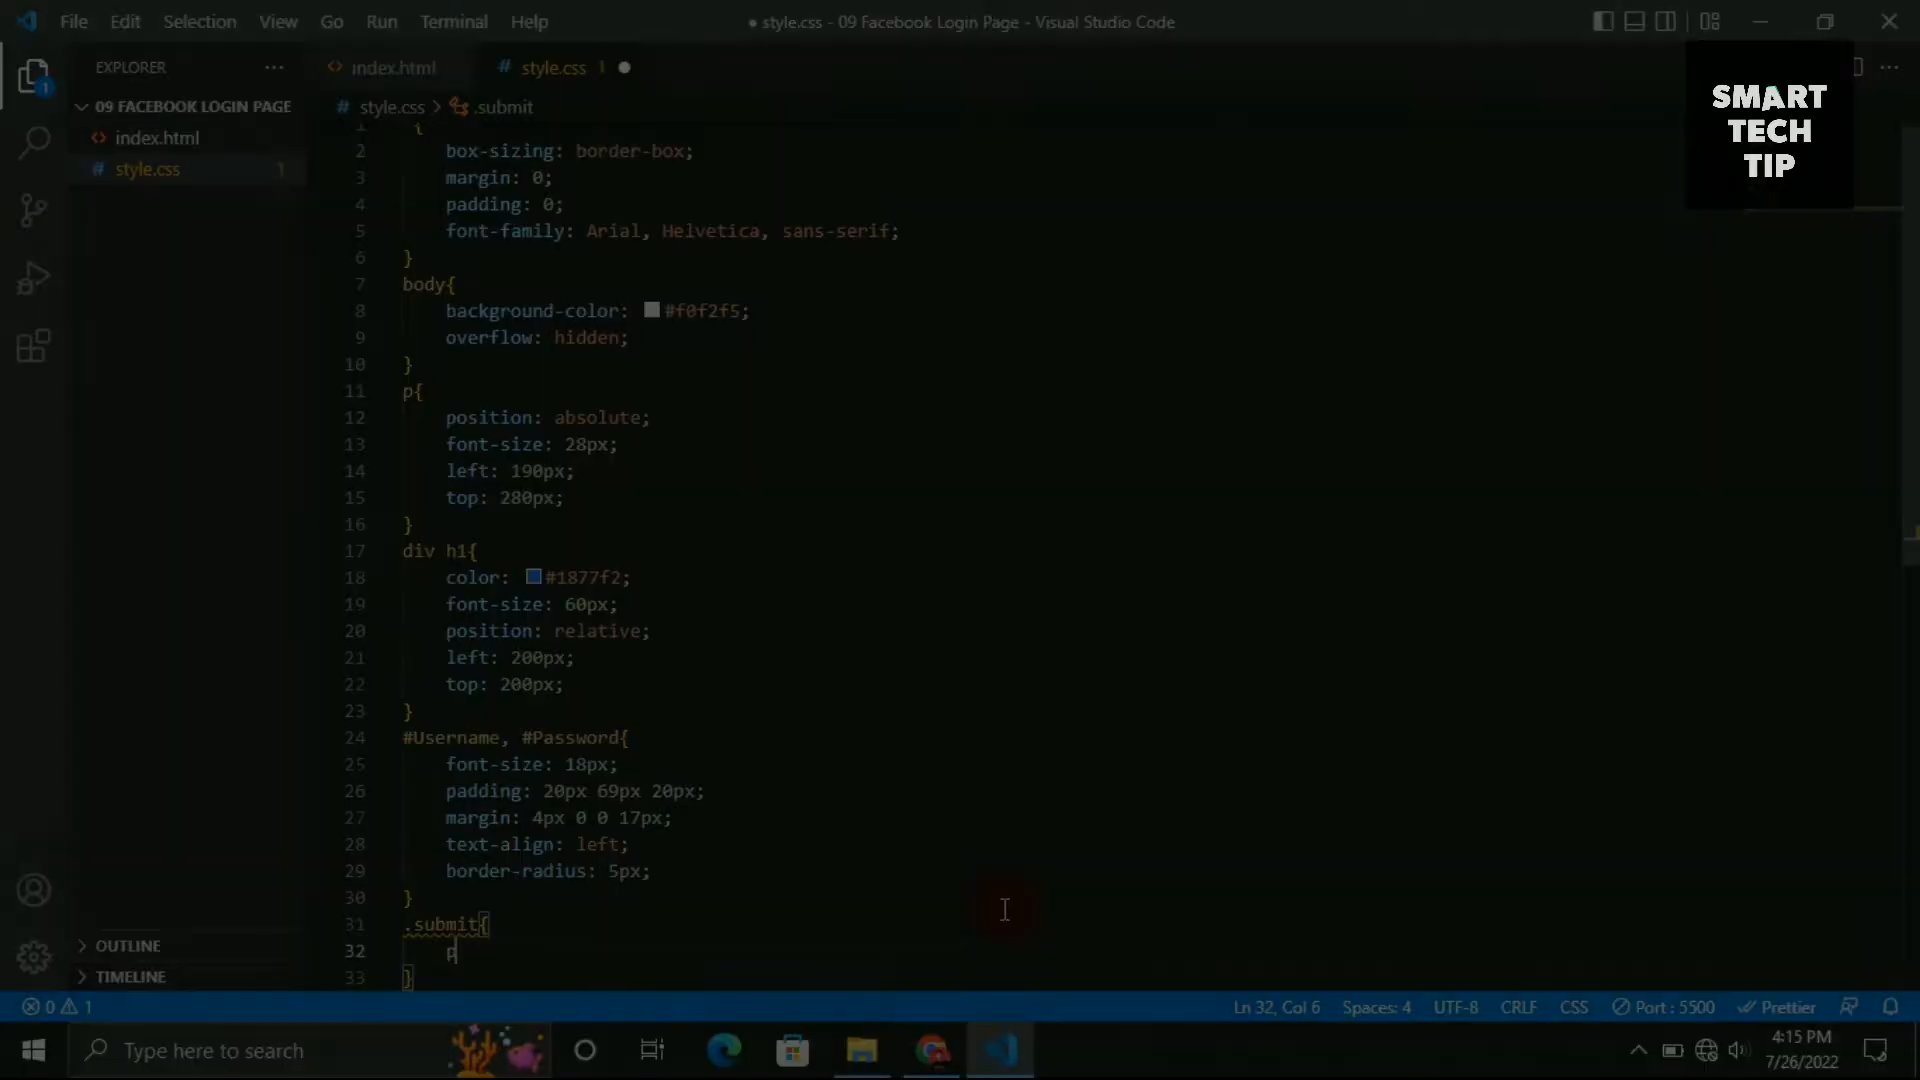 File Edit Selection View Go Run Terminal Help
● style.css - 09 Facebook Login Page - Visual Studio Code
EXPLORER
index.html
style.css 1
SMART
TECH
TIP
09 FACEBOOK LOGIN PAGE
style.css > .submit
index.html
style.css 1
1 {
2 box-sizing: border-box;
3 margin: 0;
4 padding: 0;
5 font-family: Arial, Helvetica, sans-serif;
6 }
7 body{
8 background-color: #f0f2f5;
9 overflow: hidden;
10 }
11 p{
12 position: absolute;
13 font-size: 28px;
14 left: 190px;
15 top: 280px;
16 }
17 div h1{
18 color: #1877f2;
19 font-size: 60px;
20 position: relative;
21 left: 200px;
22 top: 200px;
23 }
24 #Username, #Password{
25 font-size: 18px;
26 padding: 20px 69px 20px;
27 margin: 4px 0 0 17px;
28 text-align: left;
29 border-radius: 5px;
30 }
31 .submit{
32 p
33 }
OUTLINE
TIMELINE
0 1
Ln 32, Col 6 Spaces: 4 UTF-8 CRLF CSS Port : 5500 Prettier
Type here to search
4:15 PM
7/26/2022